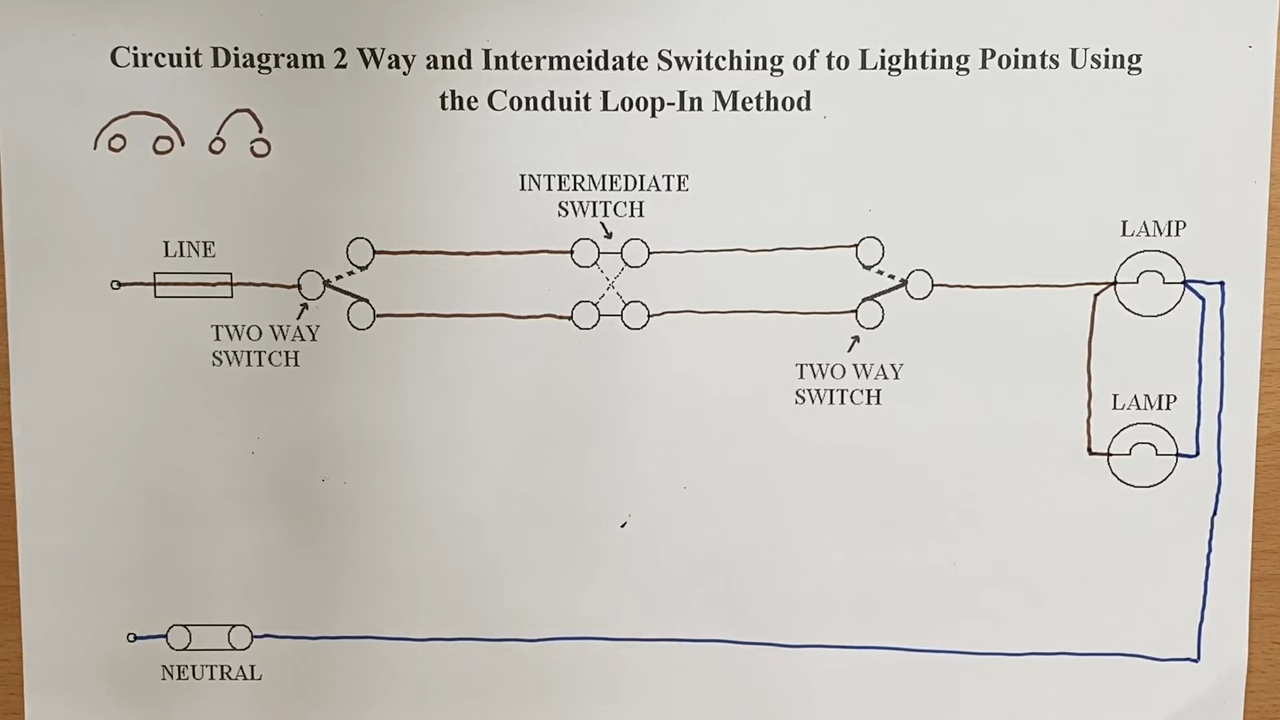 Circuit Diagram 2 Way and Intermeidate Switching of to Lighting Points Using
the Conduit Loop-In Method
INTERMEDIATE
SWITCH
LAMP
LINE
TWO WAY
SWITCH
TWO WAY
SWITCH
LAMP
NEUTRAL